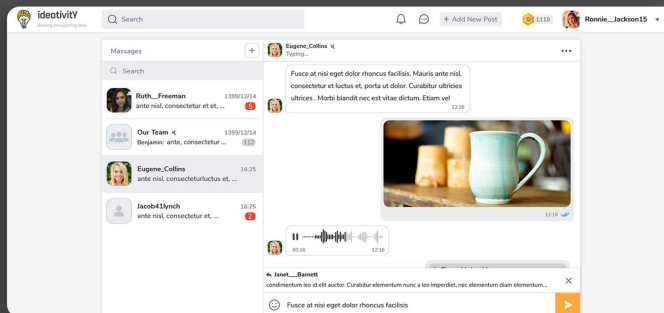 ideativitY
Search
+ Add New Post
1110
Ronnie__Jackson15
Massages
+
Search
Ruth__Freeman 1399/12/14
ante nisl, consectetur et et, ... 5
Our Team 1399/12/14
Benjamin: ante, consectetur ... 112
Eugene_Collins 16:25
ante nisl, consecteturluctus et, ...
Jacob41lynch 16:25
ante nisl, consectetur et, ... 2
Eugene_Collins
Typing...
Fusce at nisi eget dolor rhoncus facilisis. Mauris ante nisl,
consectetur et luctus et, porta ut dolor. Curabitur ultricies
ultrices . Morbi blandit nec est vitae dictum. Etiam vel
12:16
12:16
00:16 12:16
Janet___Barnett
condimentum leo id elit auctor. Curabitur elementum nunc a leo imperdiet, nec elementum diam elementum...
Fusce at nisi eget dolor rhoncus facilisis